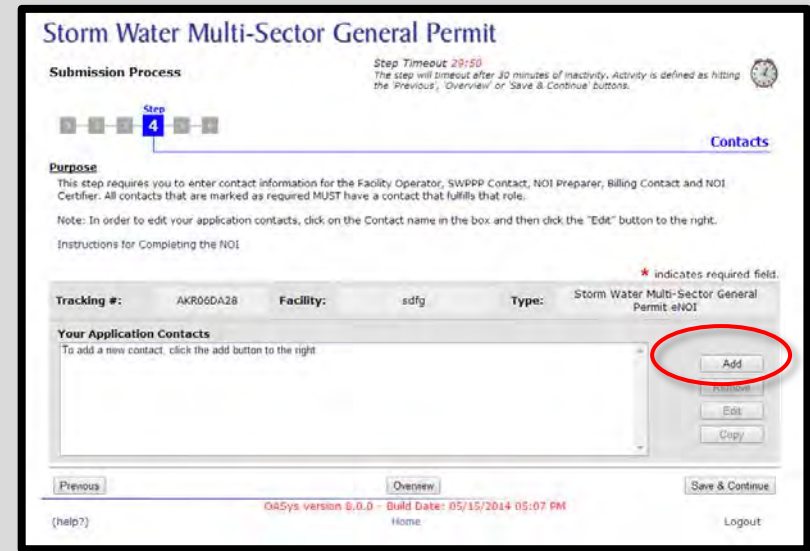 Storm Water Multi-Sector General Permit
Submission Process
Step Timeout 29:50
The step will timeout after 30 minutes of inactivity. Activity is defined as hitting
the 'Previous', 'Overview' or 'Save & Continue' buttons.
Step
4
Contacts
Purpose
This step requires you to enter contact information for the Facility Operator, SWPPP Contact, NOI Preparer, Billing Contact and NOI
Certifier. All contacts that are marked as required MUST have a contact that fulfills that role.
Note: In order to edit your application contacts, click on the Contact name in the box and then click the "Edit" button to the right.
Instructions for Completing the NOI
* indicates required field.
Tracking #: AKR06DA28 Facility: sdfg Type: Storm Water Multi-Sector General
Permit eNOI
Your Application Contacts
To add a new contact, click the add button to the right
Add
Remove
Edit
Copy
Previous Overview Save & Continue
OASys version 8.0.0 - Build Date: 05/15/2014 05:07 PM
(help?) Home Logout